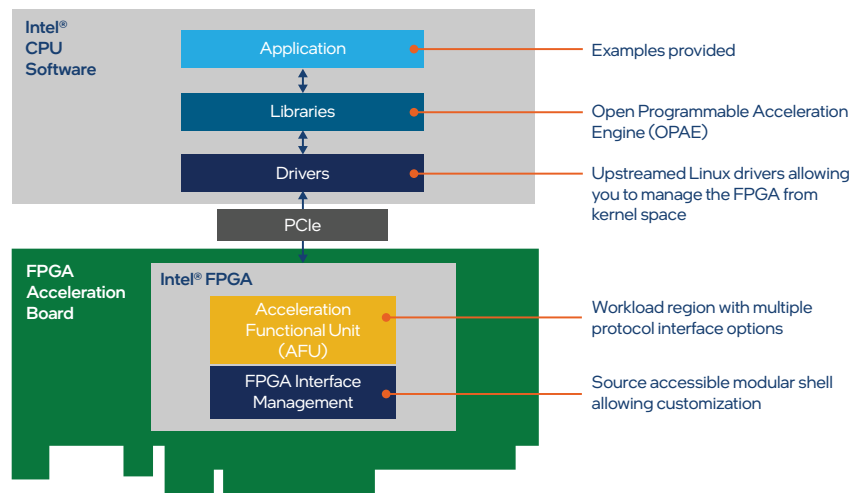 Intel®
CPU
Software
Application
Examples provided
Libraries
Open Programmable Acceleration
Engine (OPAE)
Drivers
Upstreamed Linux drivers allowing
you to manage the FPGA from
kernel space
PCIe
FPGA
Acceleration
Board
Intel® FPGA
Acceleration
Functional Unit
(AFU)
Workload region with multiple
protocol interface options
FPGA Interface
Management
Source accessible modular shell
allowing customization